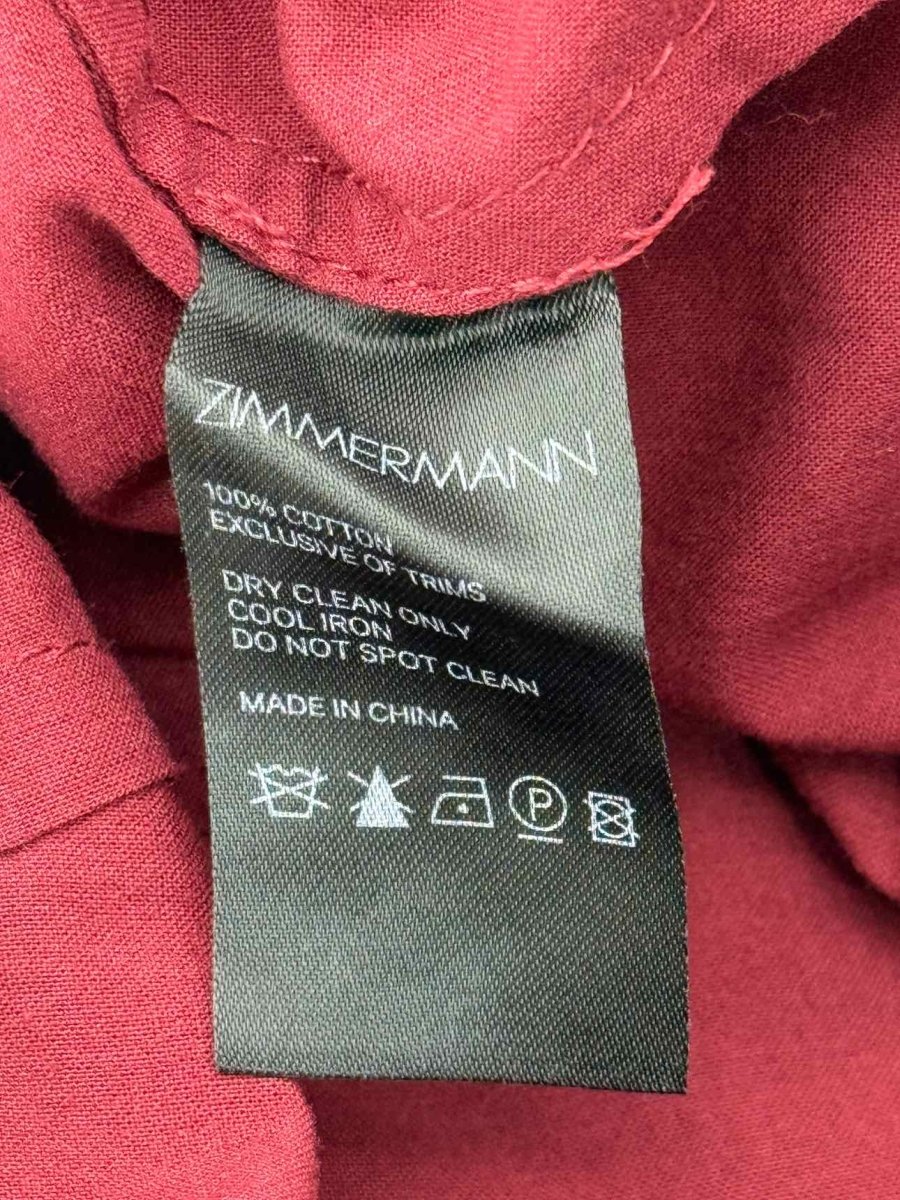 ZIMMERMANN
100% COTTON
EXCLUSIVE OF TRIMS
DRY CLEAN ONLY
COOL IRON
DO NOT SPOT CLEAN
MADE IN CHINA
P